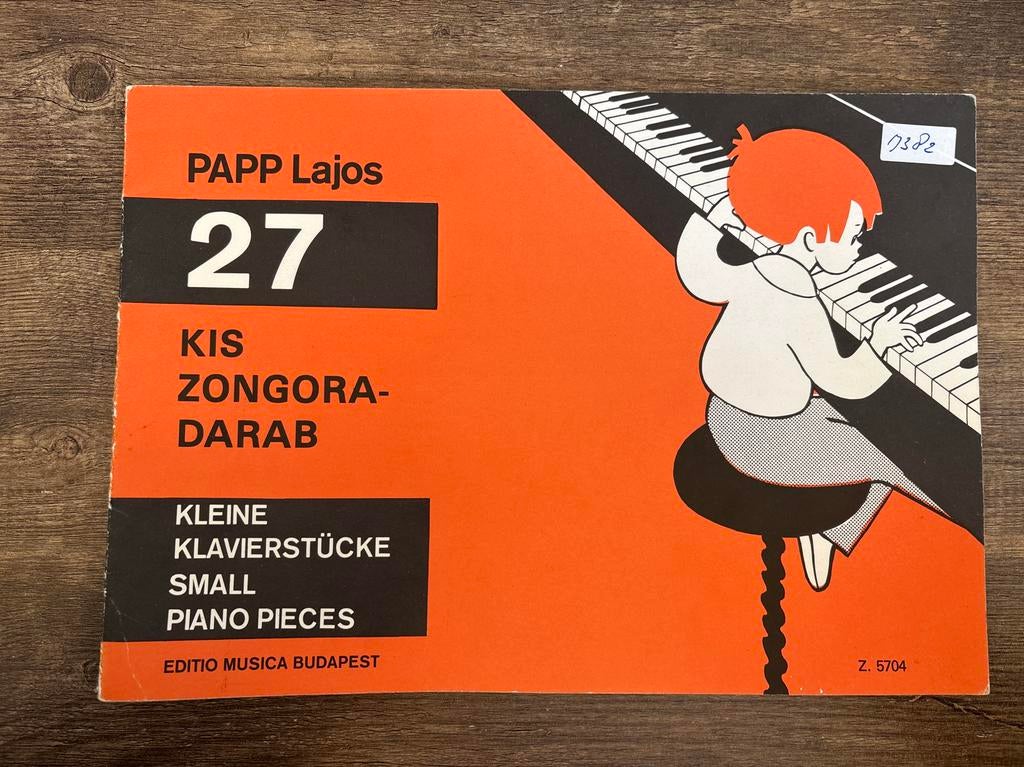 PAPP Lajos
27
KIS
ZONGORA-
DARAB
KLEINE
KLAVIERSTÜCKE
SMALL
PIANO PIECES
EDITIO MUSICA BUDAPEST
Z. 5704